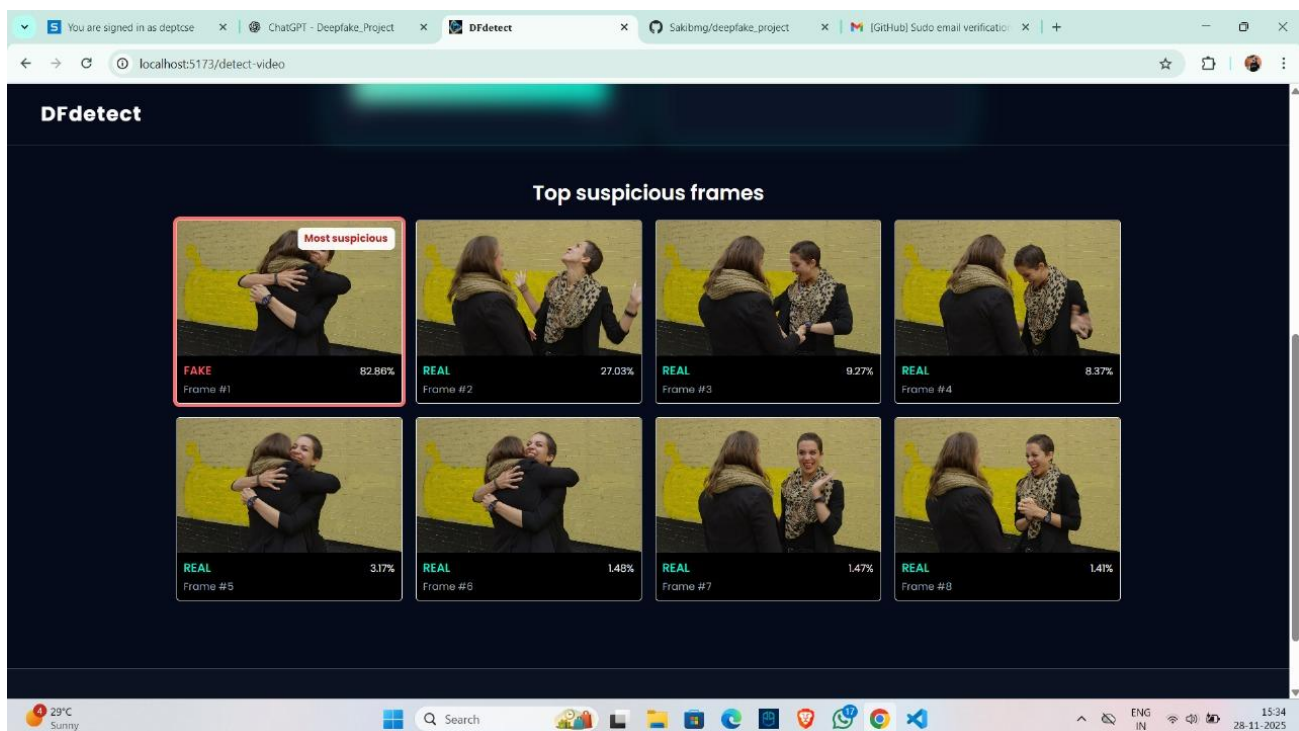 You are signed in as deptcse
ChatGPT - Deepfake_Project
DFdetect
Sakibmg/deepfake_project
[GitHub] Sudo email verification
localhost:5173/detect-video
DFdetect
Top suspicious frames
Most suspicious
FAKE 82.86%
Frame #1
REAL 27.03%
Frame #2
REAL 9.27%
Frame #3
REAL 8.37%
Frame #4
REAL 3.17%
Frame #5
REAL 1.48%
Frame #6
REAL 1.47%
Frame #7
REAL 1.41%
Frame #8
4
29°C
Sunny
Search
17
ENG
IN
15:34
28-11-2025